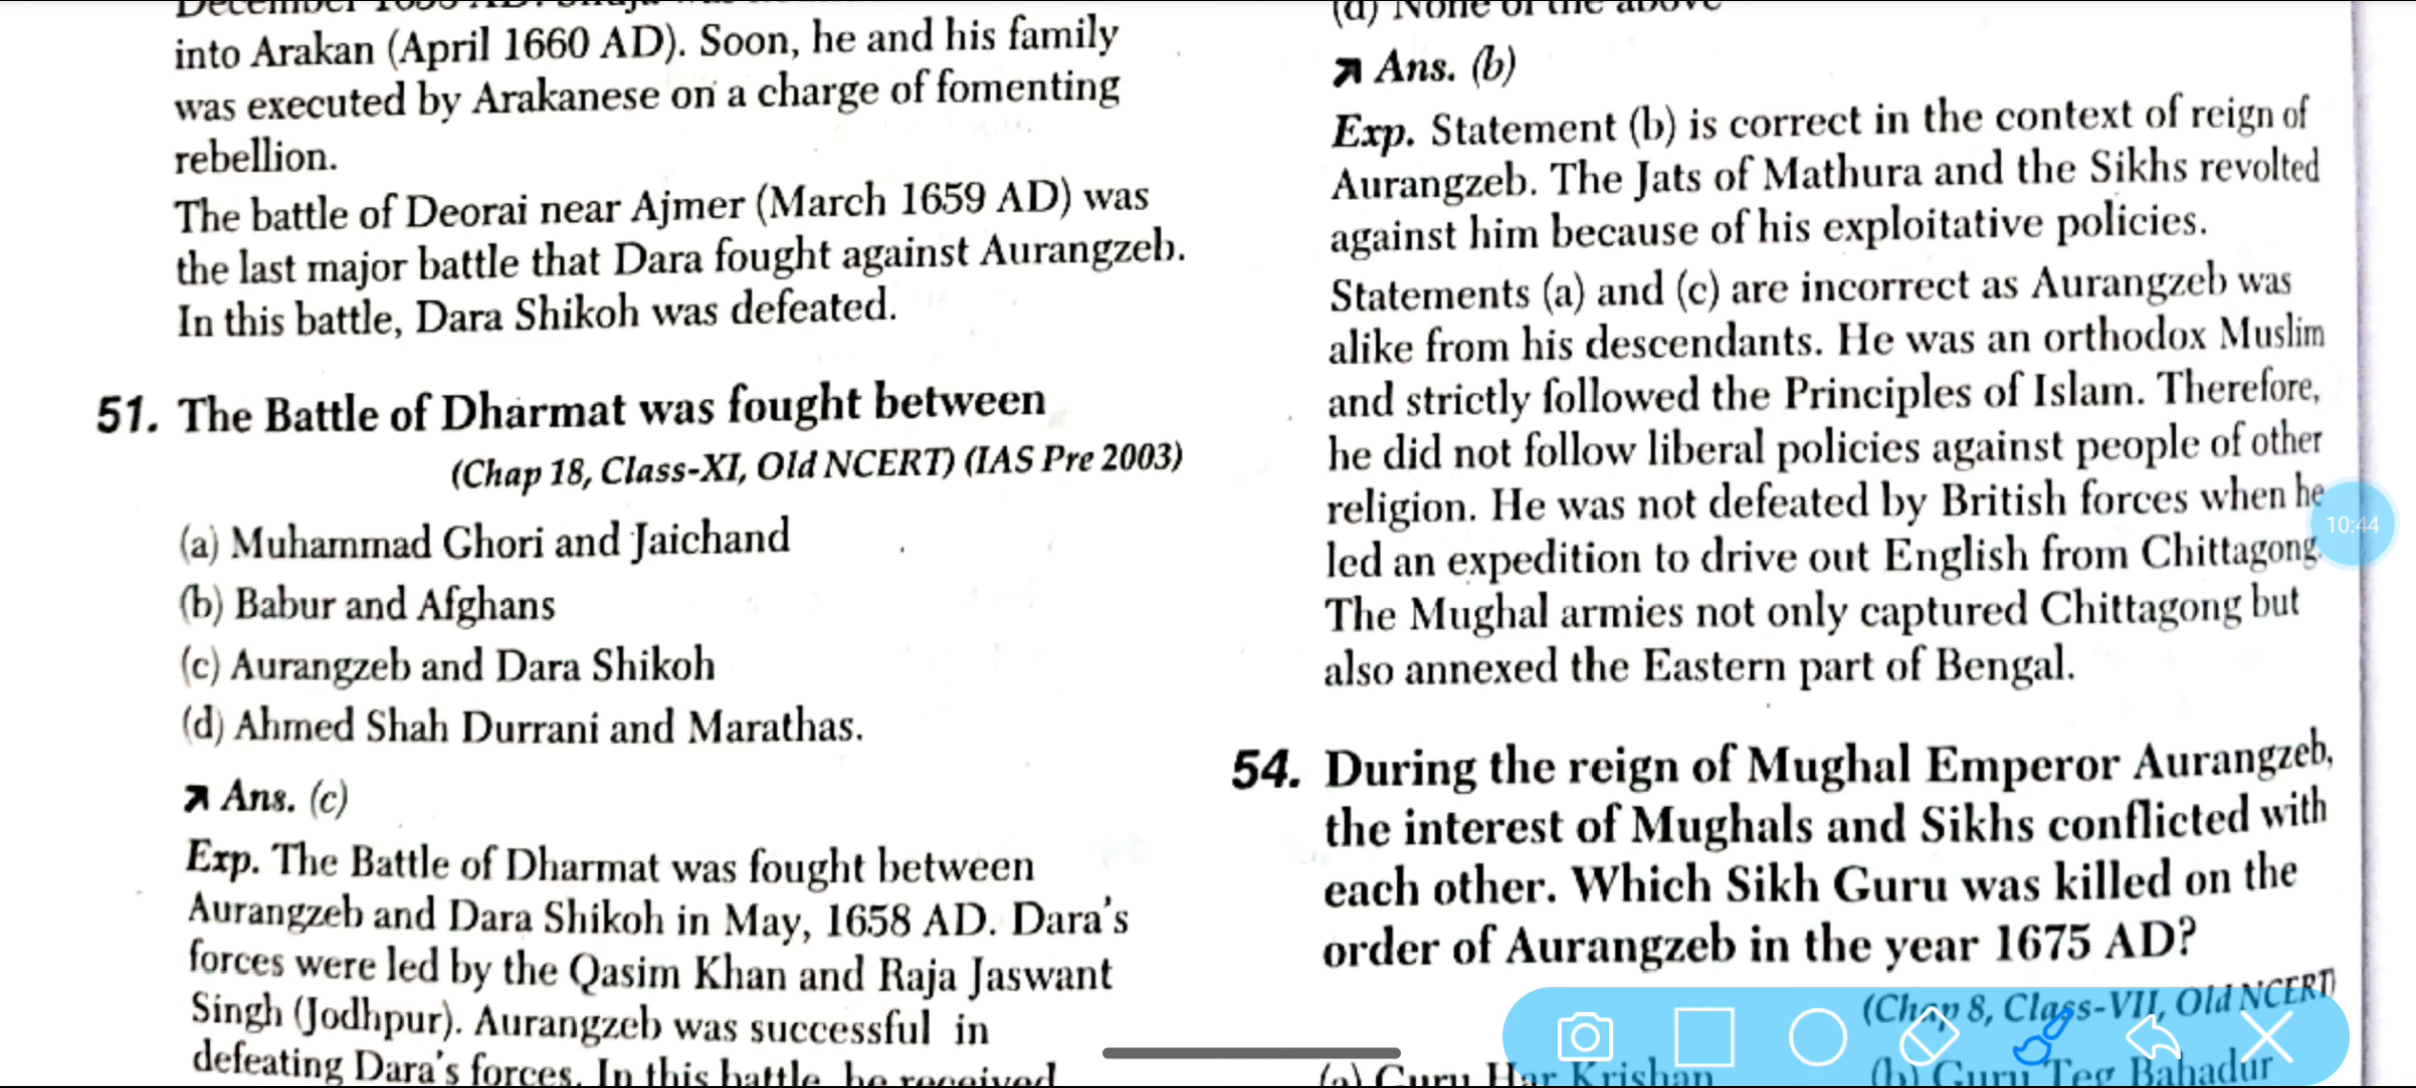 into Arakan (April 1660 AD). Soon, he and his family
was executed by Arakanese on a charge of fomenting
rebellion.
The battle of Deorai near Ajmer (March 1659 AD) was
the last major battle that Dara fought against Aurangzeb.
In this battle, Dara Shikoh was defeated.
51. The Battle of Dharmat was fought between
(Chap 18, Class-XI, Old NCERT) (IAS Pre 2003)
(a) Muhammad Ghori and Jaichand
(b) Babur and Afghans
(c) Aurangzeb and Dara Shikoh
(d) Ahmed Shah Durrani and Marathas.
Ans. (c)
Exp. The Battle of Dharmat was fought between
Aurangzeb and Dara Shikoh in May, 1658 AD. Dara's
forces were led by the Qasim Khan and Raja Jaswant
Singh (Jodhpur). Aurangzeb was successful in
defeating Dara's forces. In this battle, he received
(d) None of the above
Ans. (b)
Exp. Statement (b) is correct in the context of reign of
Aurangzeb. The Jats of Mathura and the Sikhs revolted
against him because of his exploitative policies.
Statements (a) and (c) are incorrect as Aurangzeb was
alike from his descendants. He was an orthodox Muslim
and strictly followed the Principles of Islam. Therefore,
he did not follow liberal policies against people of other
religion. He was not defeated by British forces when he
led an expedition to drive out English from Chittagong.
The Mughal armies not only captured Chittagong but
also annexed the Eastern part of Bengal.
54. During the reign of Mughal Emperor Aurangzeb,
the interest of Mughals and Sikhs conflicted with
each other. Which Sikh Guru was killed on the
order of Aurangzeb in the year 1675 AD?
(Chap 8, Class-VII, Old NCERT)
(a) Guru Har Krishan (b) Guru Teg Bahadur
10:44